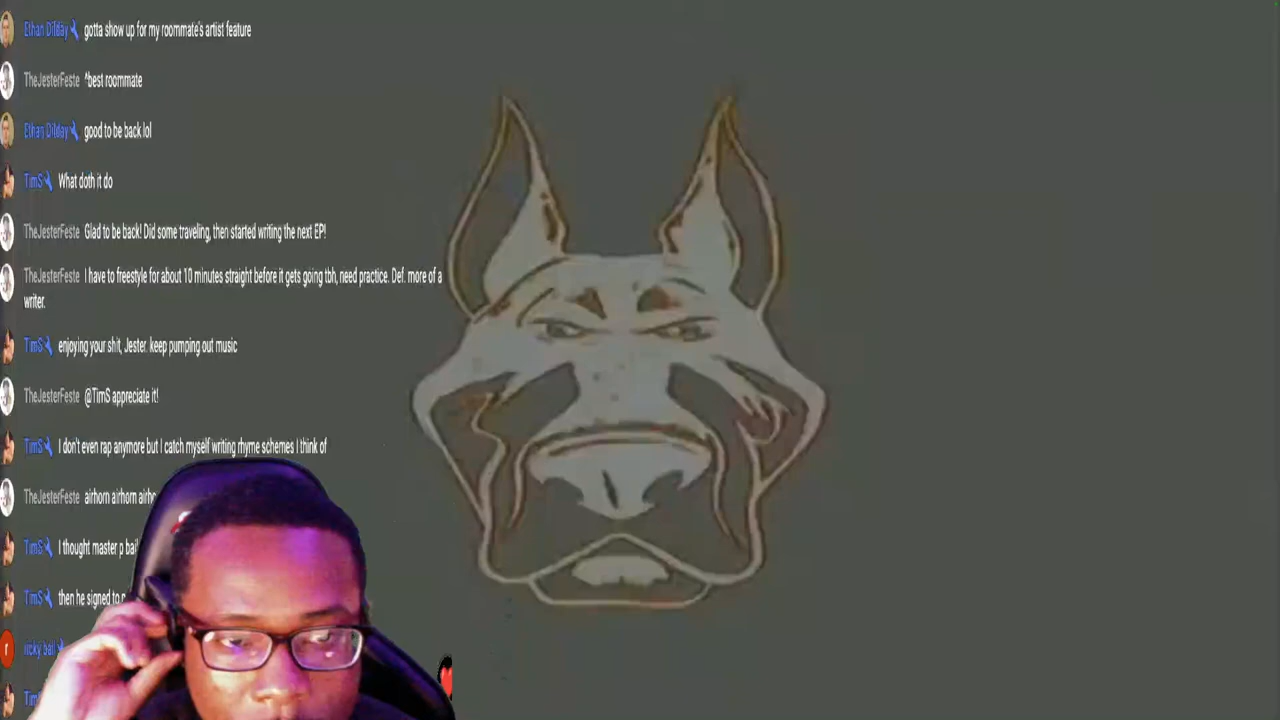 Ethan Dilday gotta show up for my roommate's artist feature
TheJesterFeste ^best roommate
Ethan Dilday good to be back lol
TimS What doth it do
TheJesterFeste Glad to be back! Did some traveling, then started writing the next EP!
TheJesterFeste I have to freestyle for about 10 minutes straight before it gets going tbh, need practice. Def. more of a
writer.
TimS enjoying your shit, Jester. keep pumping out music
TheJesterFeste @TimS appreciate it!
TimS I don't even rap anymore but I catch myself writing rhyme schemes I think of
TheJesterFeste airhorn airhorn
TimS I thought master p
TimS then he signed to
r ricky